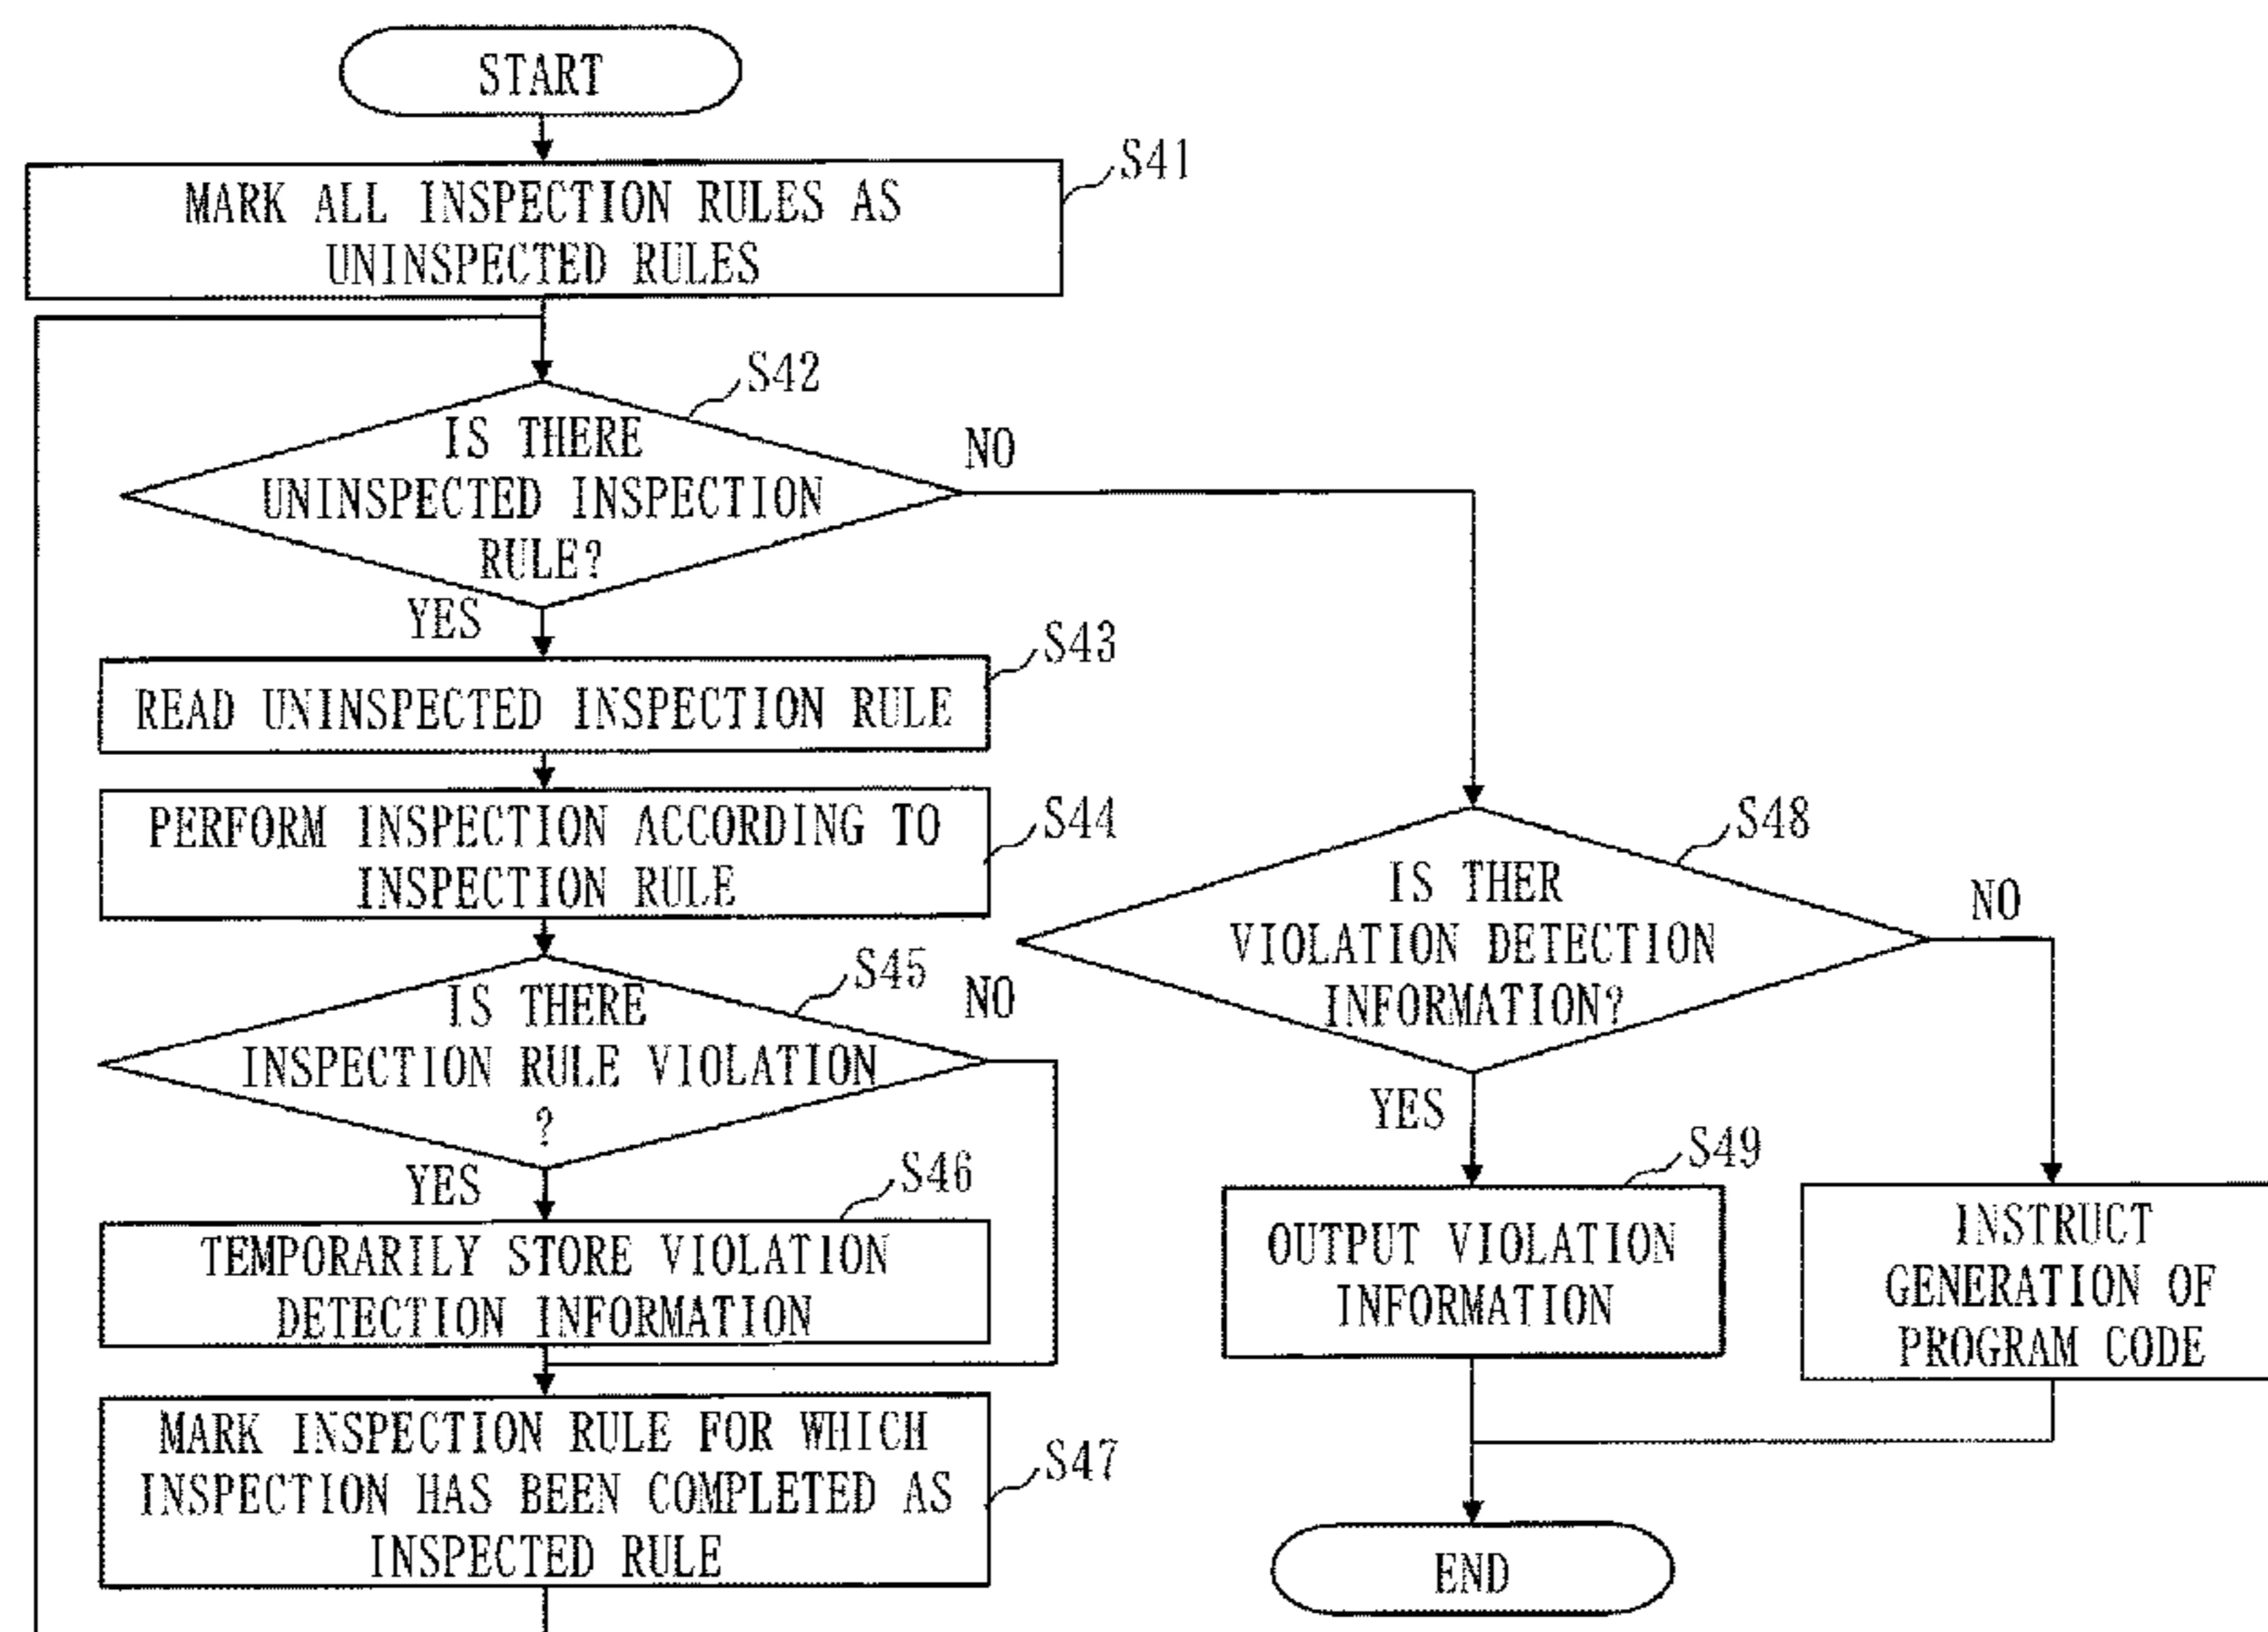 START
S41
MARK ALL INSPECTION RULES AS
UNINSPECTED RULES
S42
IS THERE
UNINSPECTED INSPECTION
RULE?
NO
YES
S43
READ UNINSPECTED INSPECTION RULE
S44
PERFORM INSPECTION ACCORDING TO
INSPECTION RULE
S45
IS THERE
INSPECTION RULE VIOLATION
?
NO
YES
S46
TEMPORARILY STORE VIOLATION
DETECTION INFORMATION
S47
MARK INSPECTION RULE FOR WHICH
INSPECTION HAS BEEN COMPLETED AS
INSPECTED RULE
S48
IS THER
VIOLATION DETECTION
INFORMATION?
NO
YES
S49
OUTPUT VIOLATION
INFORMATION
INSTRUCT
GENERATION OF
PROGRAM CODE
END